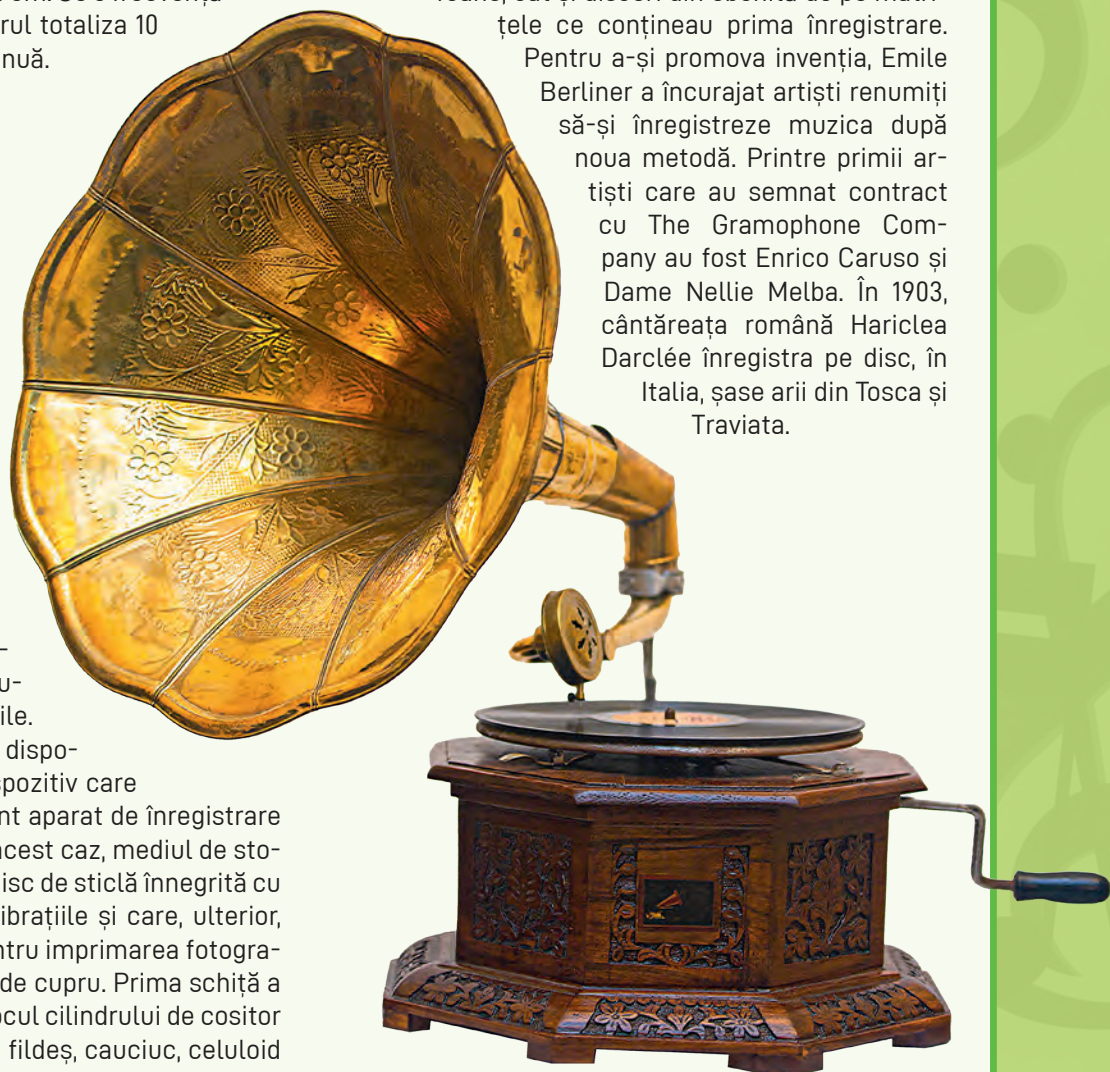 rul totaliza 10
nuă.
ile.
dispo-
spozitiv care
nt aparat de înregistrare
acest caz, mediul de sto-
isc de sticlă înnegrită cu
ibrațiile și care, ulterior,
ntru imprimarea fotogra-
de cupru. Prima schiță a
ocul cilindrului de cositor
fildeș, cauciuc, celuloid
țele ce conțineau prima înregistrare.
Pentru a-și promova invenția, Emile
Berliner a încurajat artiști renumiți
să-și înregistreze muzica după
noua metodă. Printre primii ar-
tiști care au semnat contract
cu The Gramophone Com-
pany au fost Enrico Caruso și
Dame Nellie Melba. În 1903,
cântăreața română Hariclea
Darclée înregistra pe disc, în
Italia, șase arii din Tosca și
Traviata.